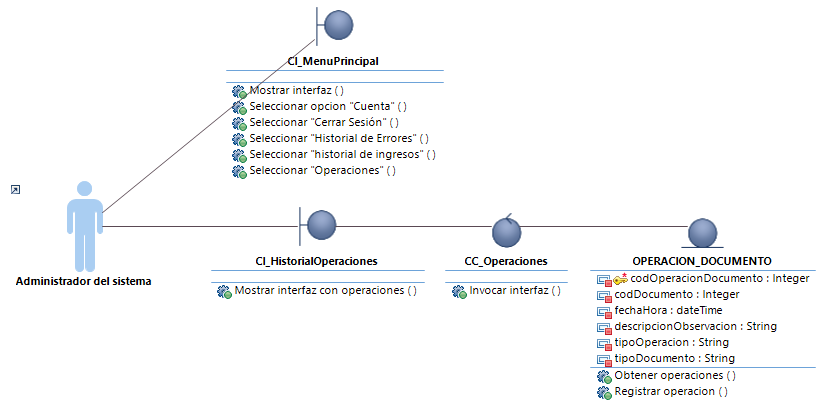 CI_MenuPrincipal
Mostrar interfaz ( )
Seleccionar opcion "Cuenta" ( )
Seleccionar "Cerrar Sesión" ( )
Seleccionar "Historial de Errores" ( )
Seleccionar "historial de ingresos" ( )
Seleccionar "Operaciones" ( )
Administrador del sistema
CI_HistorialOperaciones
Mostrar interfaz con operaciones ( )
CC_Operaciones
Invocar interfaz ( )
OPERACION_DOCUMENTO
codOperacionDocumento : Integer
codDocumento : Integer
fechaHora : dateTime
descripcionObservacion : String
tipoOperacion : String
tipoDocumento : String
Obtener operaciones ( )
Registrar operacion ( )